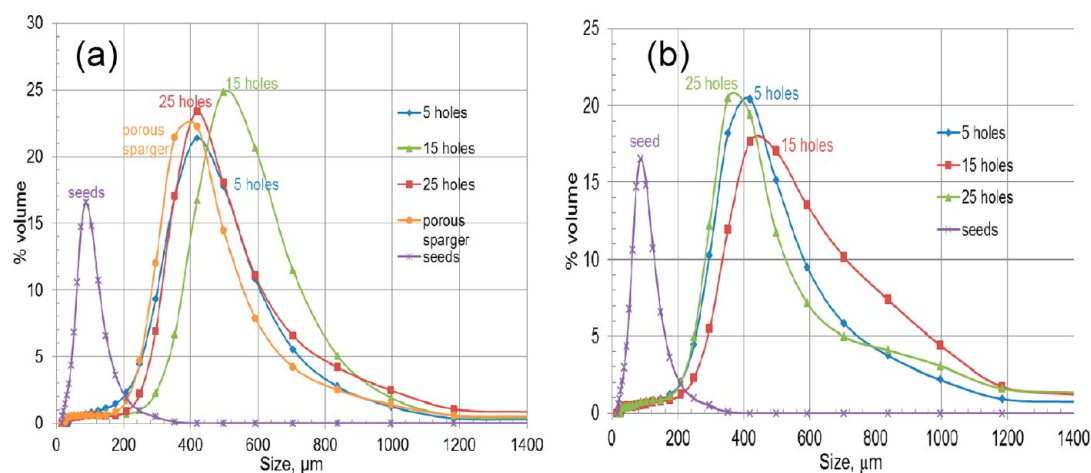 (a)
30
25
20
15
10
5
0
% volume
0
200
400
600
800
1000
1200
1400
Size, µm
seeds
porous
sparger
25 holes
15 holes
5 holes
5 holes
15 holes
25 holes
porous
sparger
seeds
(b)
25
20
15
10
5
0
% volume
0
200
400
600
800
1000
1200
1400
Size, µm
seed
25 holes
5 holes
15 holes
5 holes
15 holes
25 holes
seeds